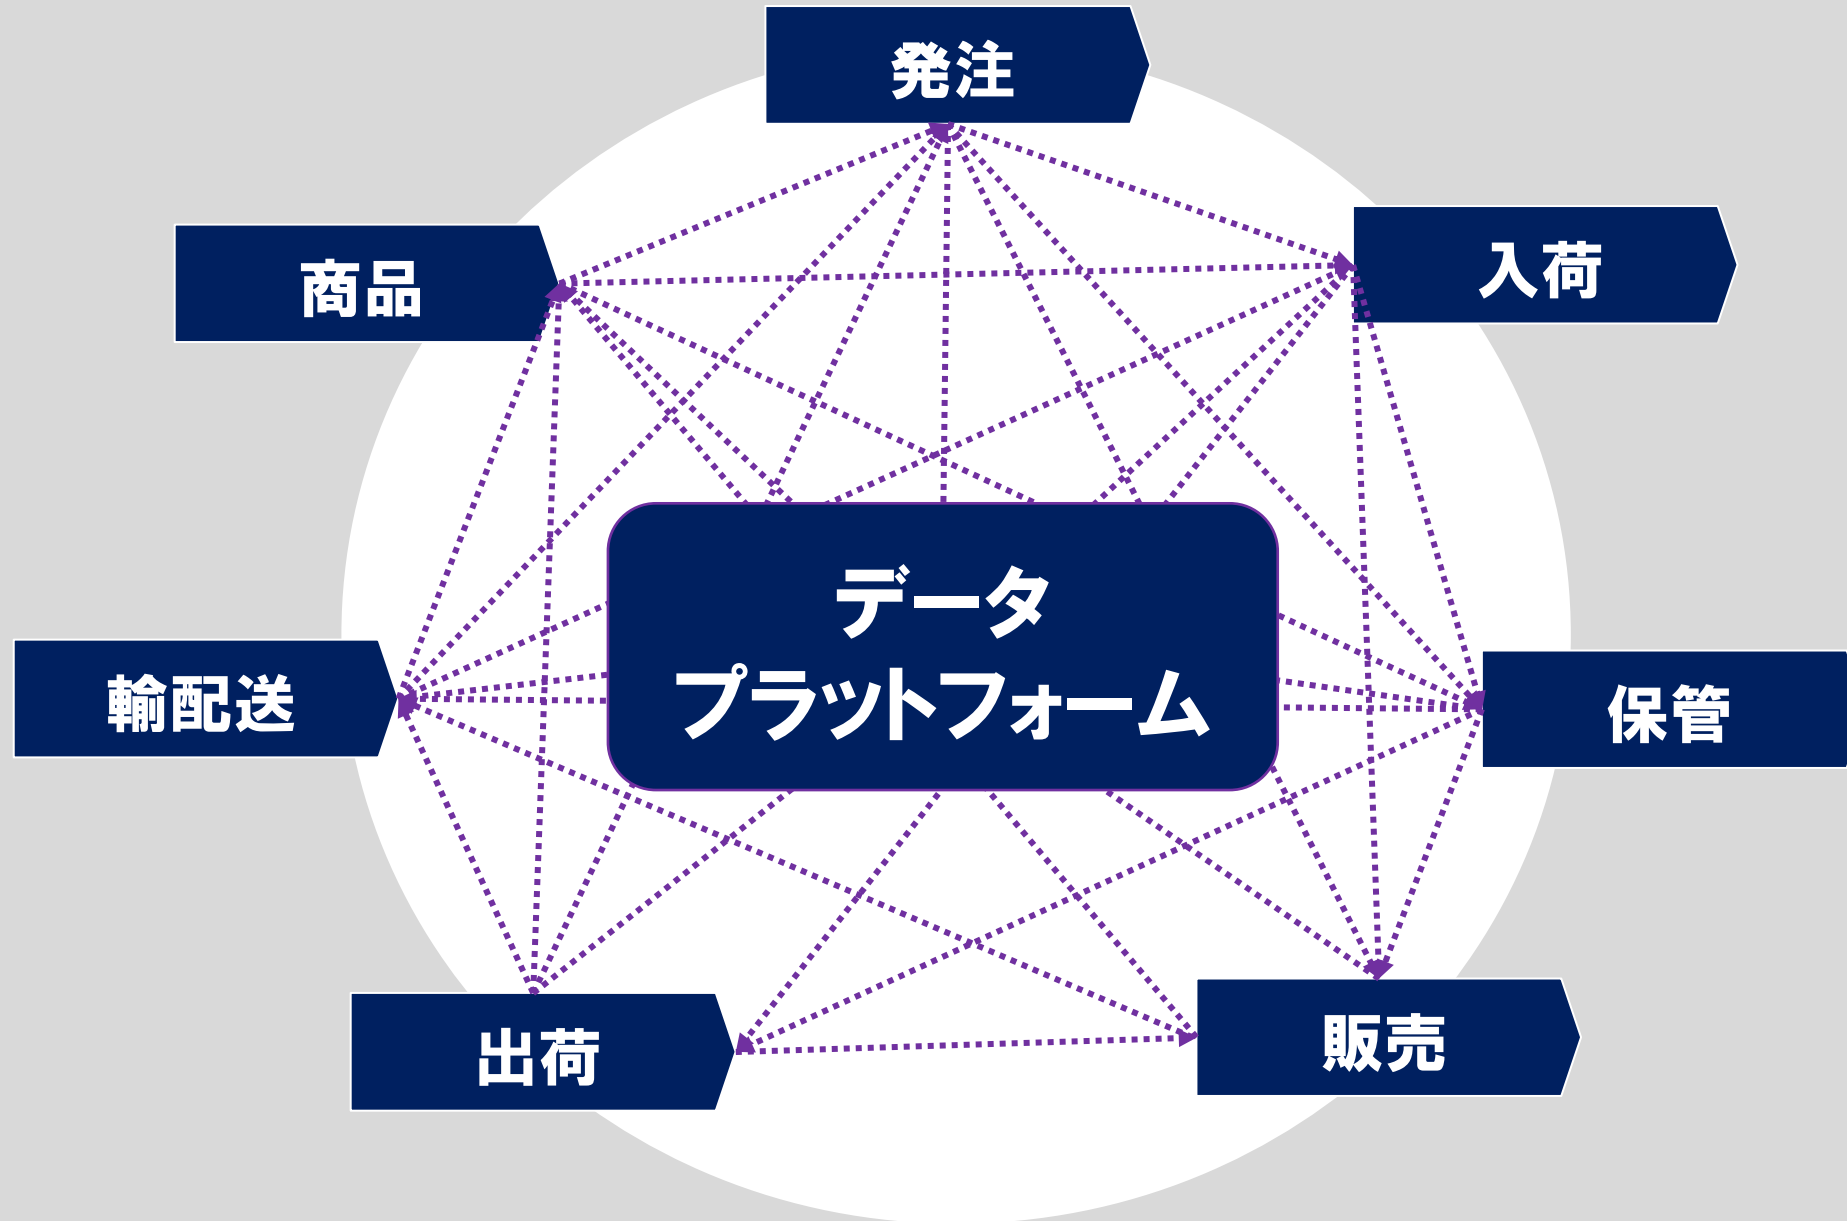 発注
商品
入荷
データ
プラットフォーム
輸配送
保管
出荷
販売